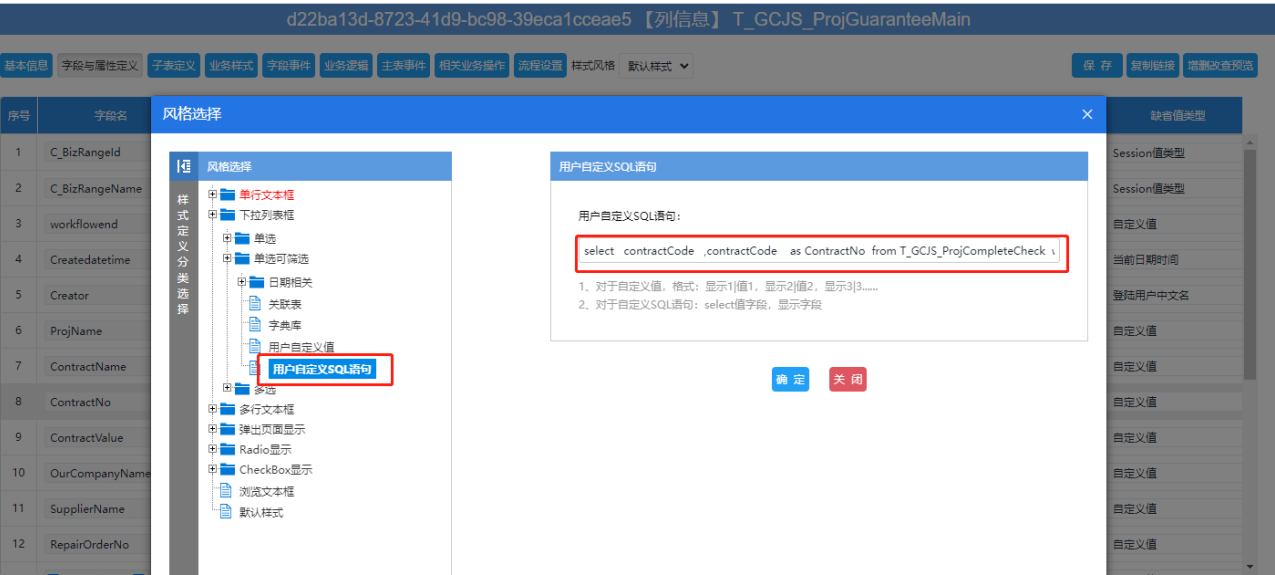 d22ba13d-8723-41d9-bc98-39eca1cceae5 【列信息】 T_GCJS_ProjGuaranteeMain
基本信息 字段与属性定义 子表定义 业务样式 字段事件 业务逻辑 主表事件 相关业务操作 流程设置 样式风格 默认样式 保 存 复制链接 增删改查预览
序号 字段名 缺省值类型
风格选择
1 C_BizRangeId Session值类型
2 C_BizRangeName Session值类型
3 workflowend 自定义值
4 Createdatetime 当前日期时间
5 Creator 登陆用户中文名
6 ProjName 自定义值
7 ContractName 自定义值
8 ContractNo 自定义值
9 ContractValue 自定义值
10 OurCompanyName 自定义值
11 SupplierName 自定义值
12 RepairOrderNo 自定义值
样式定义分类选择
风格选择
单行文本框
下拉列表框
单选
单选可筛选
日期相关
关联表
字典库
用户自定义值
用户自定义SQL语句
多选
多行文本框
弹出页面显示
Radio显示
CheckBox显示
浏览文本框
默认样式
用户自定义SQL语句
用户自定义SQL语句：
select contractCode ,contractCode as ContractNo from T_GCJS_ProjCompleteCheck
1、对于自定义值，格式：显示1|值1，显示2|值2，显示3|3......
2、对于自定义SQL语句：select值字段，显示字段
确 定 关 闭